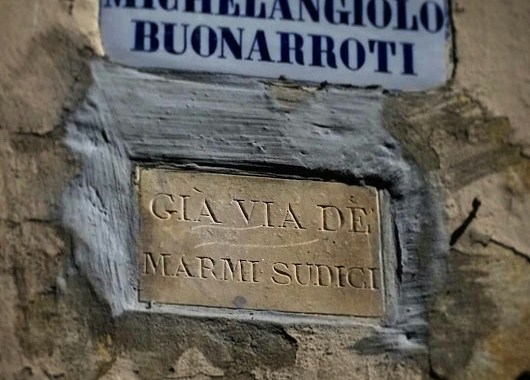 MICHELANGIOLO
BUONARROTI
GIÀ VIA DE'
MARMI SUDICI